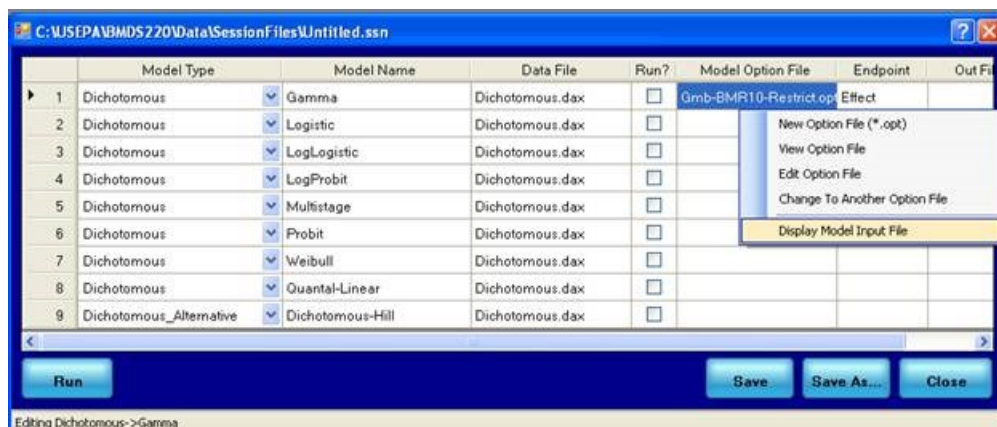 C:\USEPA\BMDS220\Data\SessionFiles\Untitled.ssn
Model Type Model Name Data File Run? Model Option File Endpoint Out Fil
1 Dichotomous Gamma Dichotomous.dax Gmb-BMR10-Restrict.opt Effect
2 Dichotomous Logistic Dichotomous.dax
3 Dichotomous LogLogistic Dichotomous.dax
4 Dichotomous LogProbit Dichotomous.dax
5 Dichotomous Multistage Dichotomous.dax
6 Dichotomous Probit Dichotomous.dax
7 Dichotomous Weibull Dichotomous.dax
8 Dichotomous Quantal-Linear Dichotomous.dax
9 Dichotomous_Alternative Dichotomous-Hill Dichotomous.dax
New Option File (*.opt)
View Option File
Edit Option File
Change To Another Option File
Display Model Input File
Run Save Save As... Close
Editing Dichotomous->Gamma